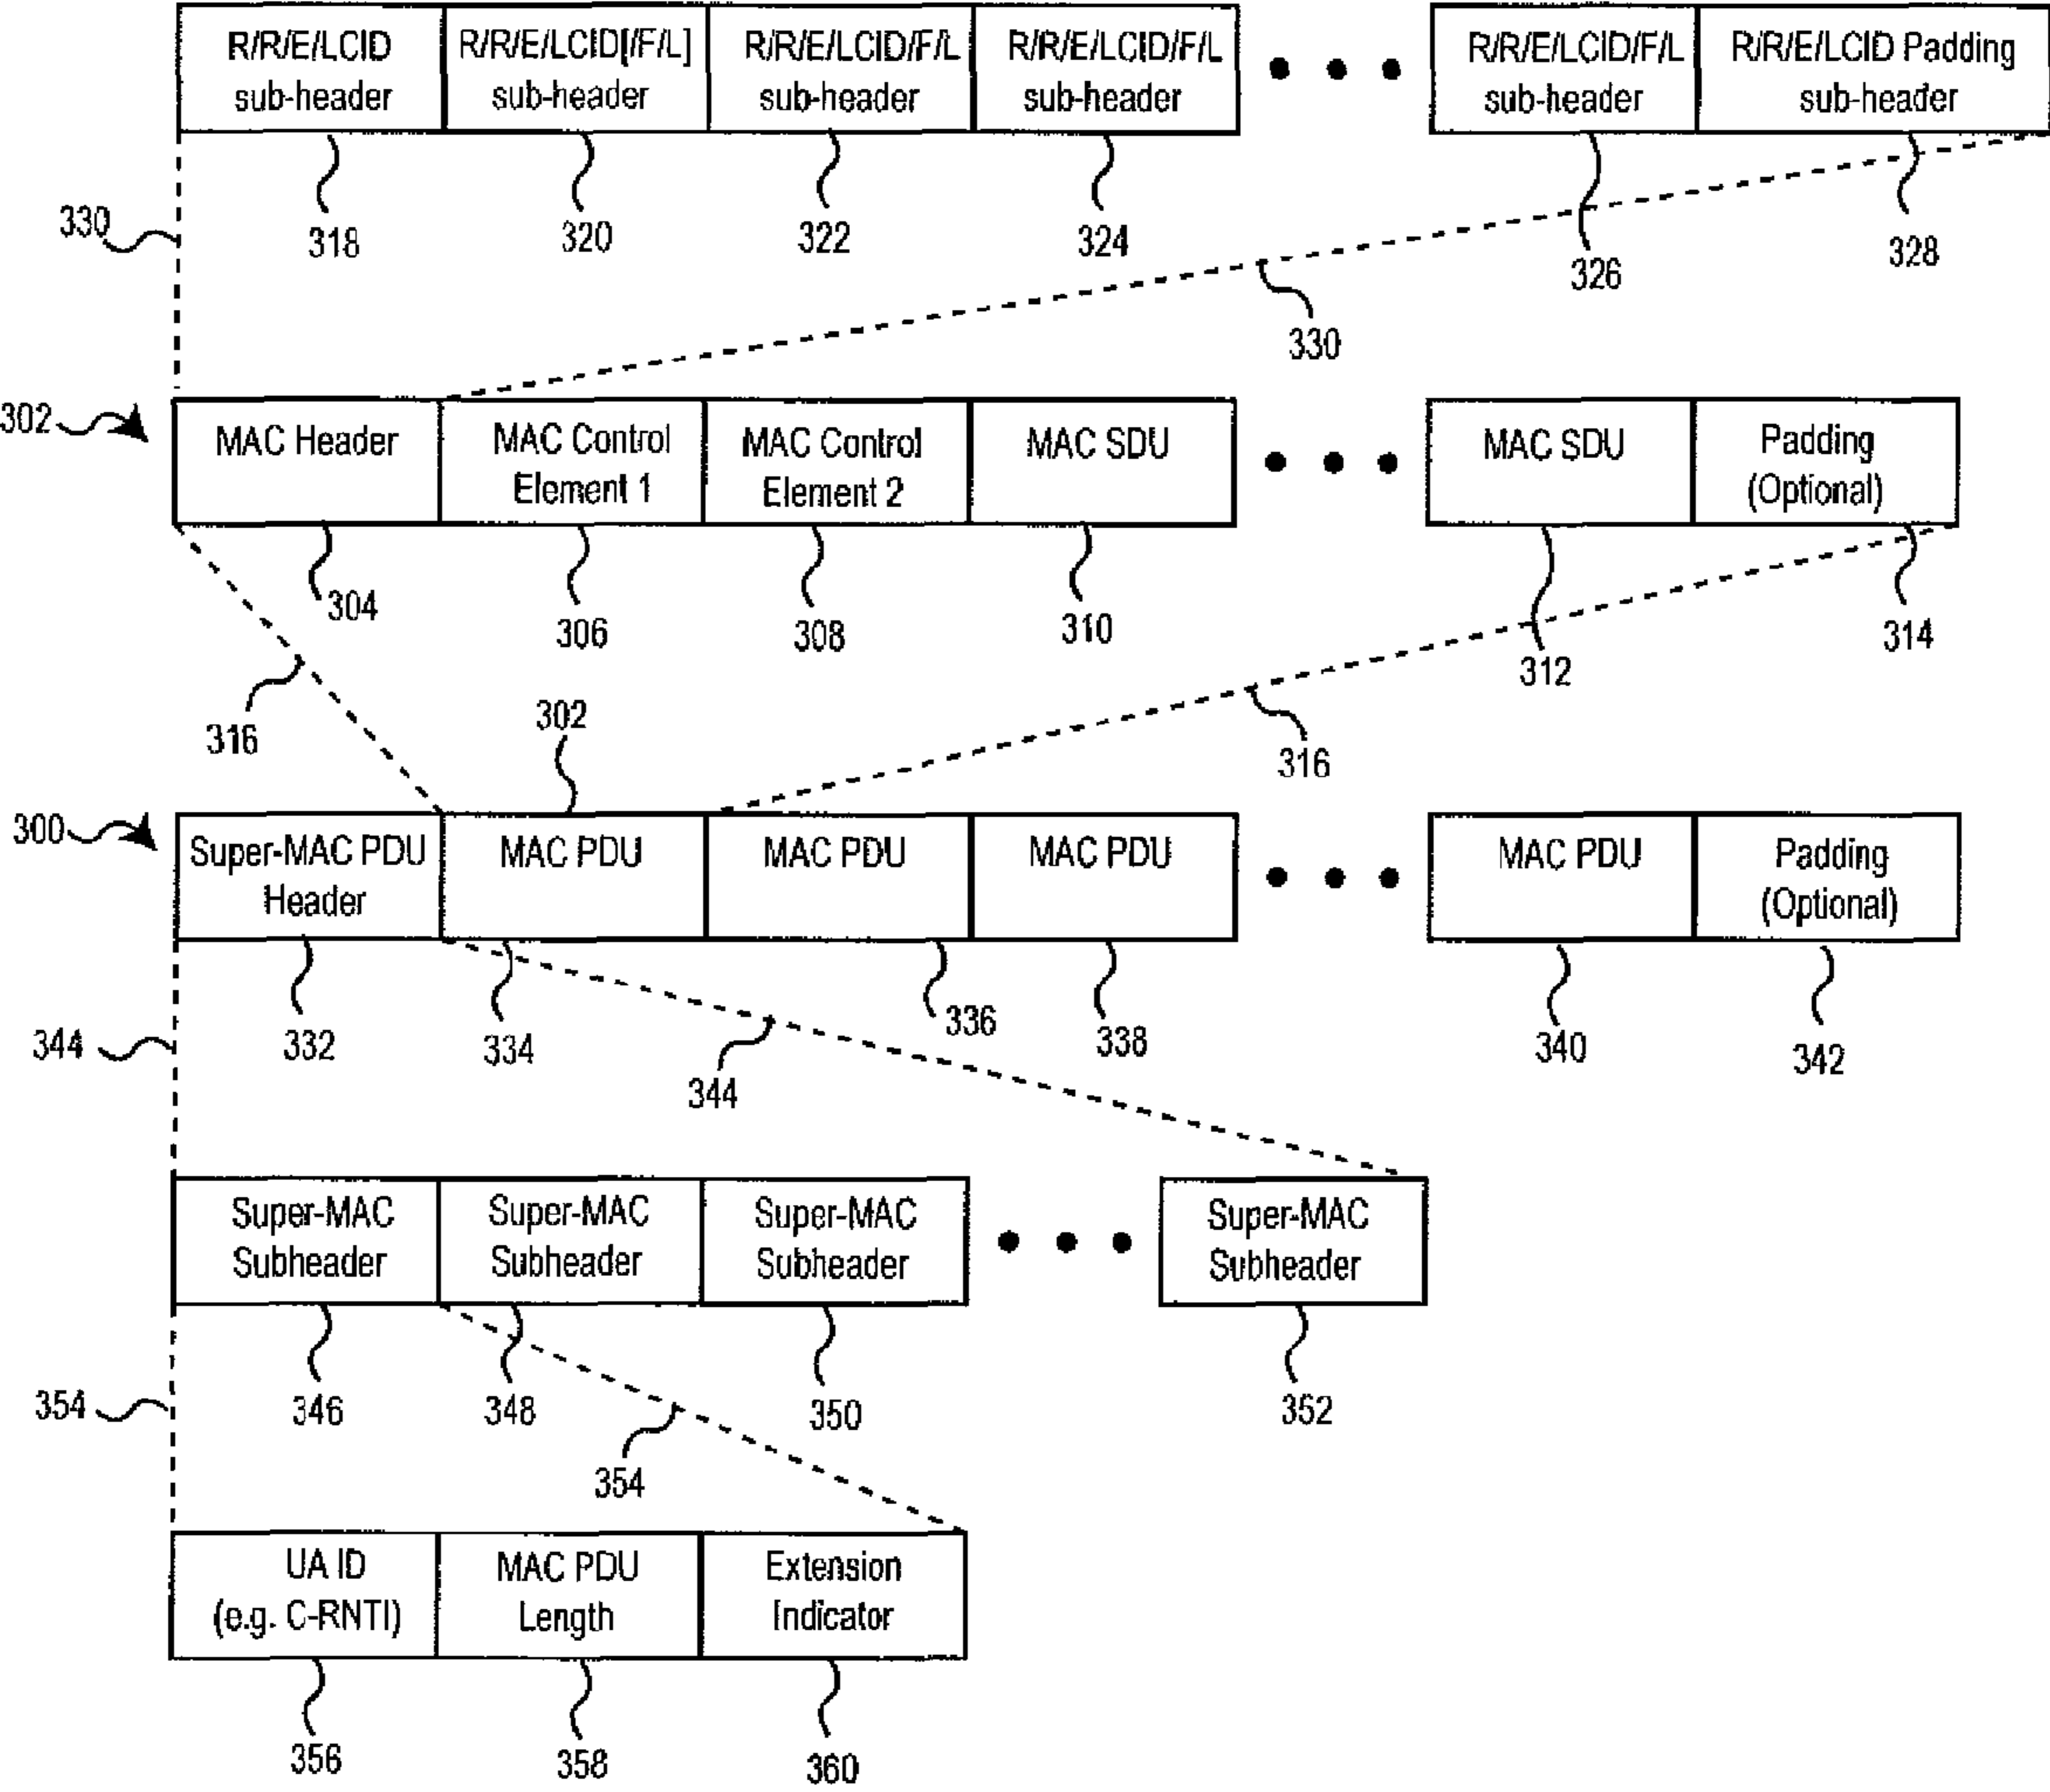 R/R/E/LCID sub-header
R/R/E/LCID[/F/L] sub-header
R/R/E/LCID/F/L sub-header
R/R/E/LCID/F/L sub-header
R/R/E/LCID/F/L sub-header
R/R/E/LCID Padding sub-header
318
320
322
324
326
328
330
330
302
MAC Header
MAC Control Element 1
MAC Control Element 2
MAC SDU
MAC SDU
Padding (Optional)
304
306
308
310
312
314
316
316
302
300
Super-MAC PDU Header
MAC PDU
MAC PDU
MAC PDU
MAC PDU
Padding (Optional)
332
334
336
338
340
342
344
344
Super-MAC Subheader
Super-MAC Subheader
Super-MAC Subheader
Super-MAC Subheader
346
348
350
352
354
354
UA ID (e.g. C-RNTI)
MAC PDU Length
Extension Indicator
356
358
360